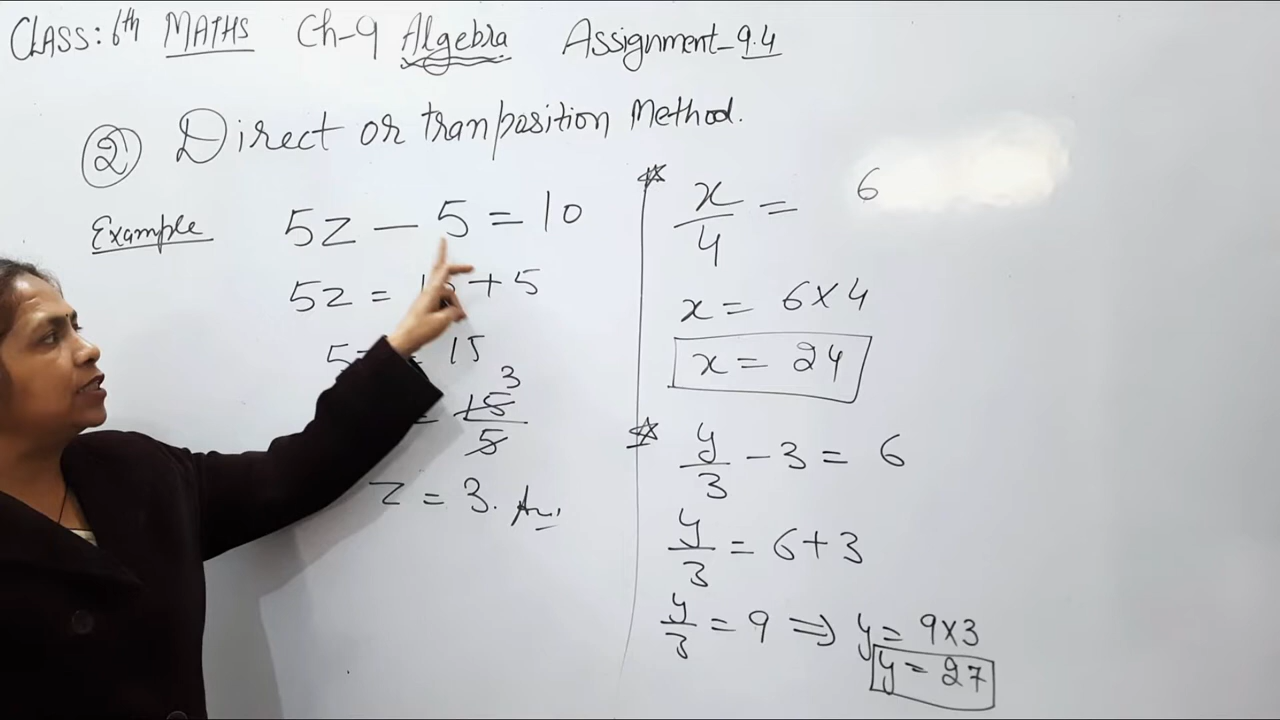 CLASS: 6th MATHS Ch-9 Algebra Assignment-9.4
(2) Direct or tranposition Method.
Example 5z - 5 = 10
5z = + 5
= 15
= 15/5 3
z = 3. Ans
x/4 = 6
x = 6×4
x = 24
y/3 - 3 = 6
y/3 = 6+3
y/3 = 9 ⇒ y = 9×3
y = 27